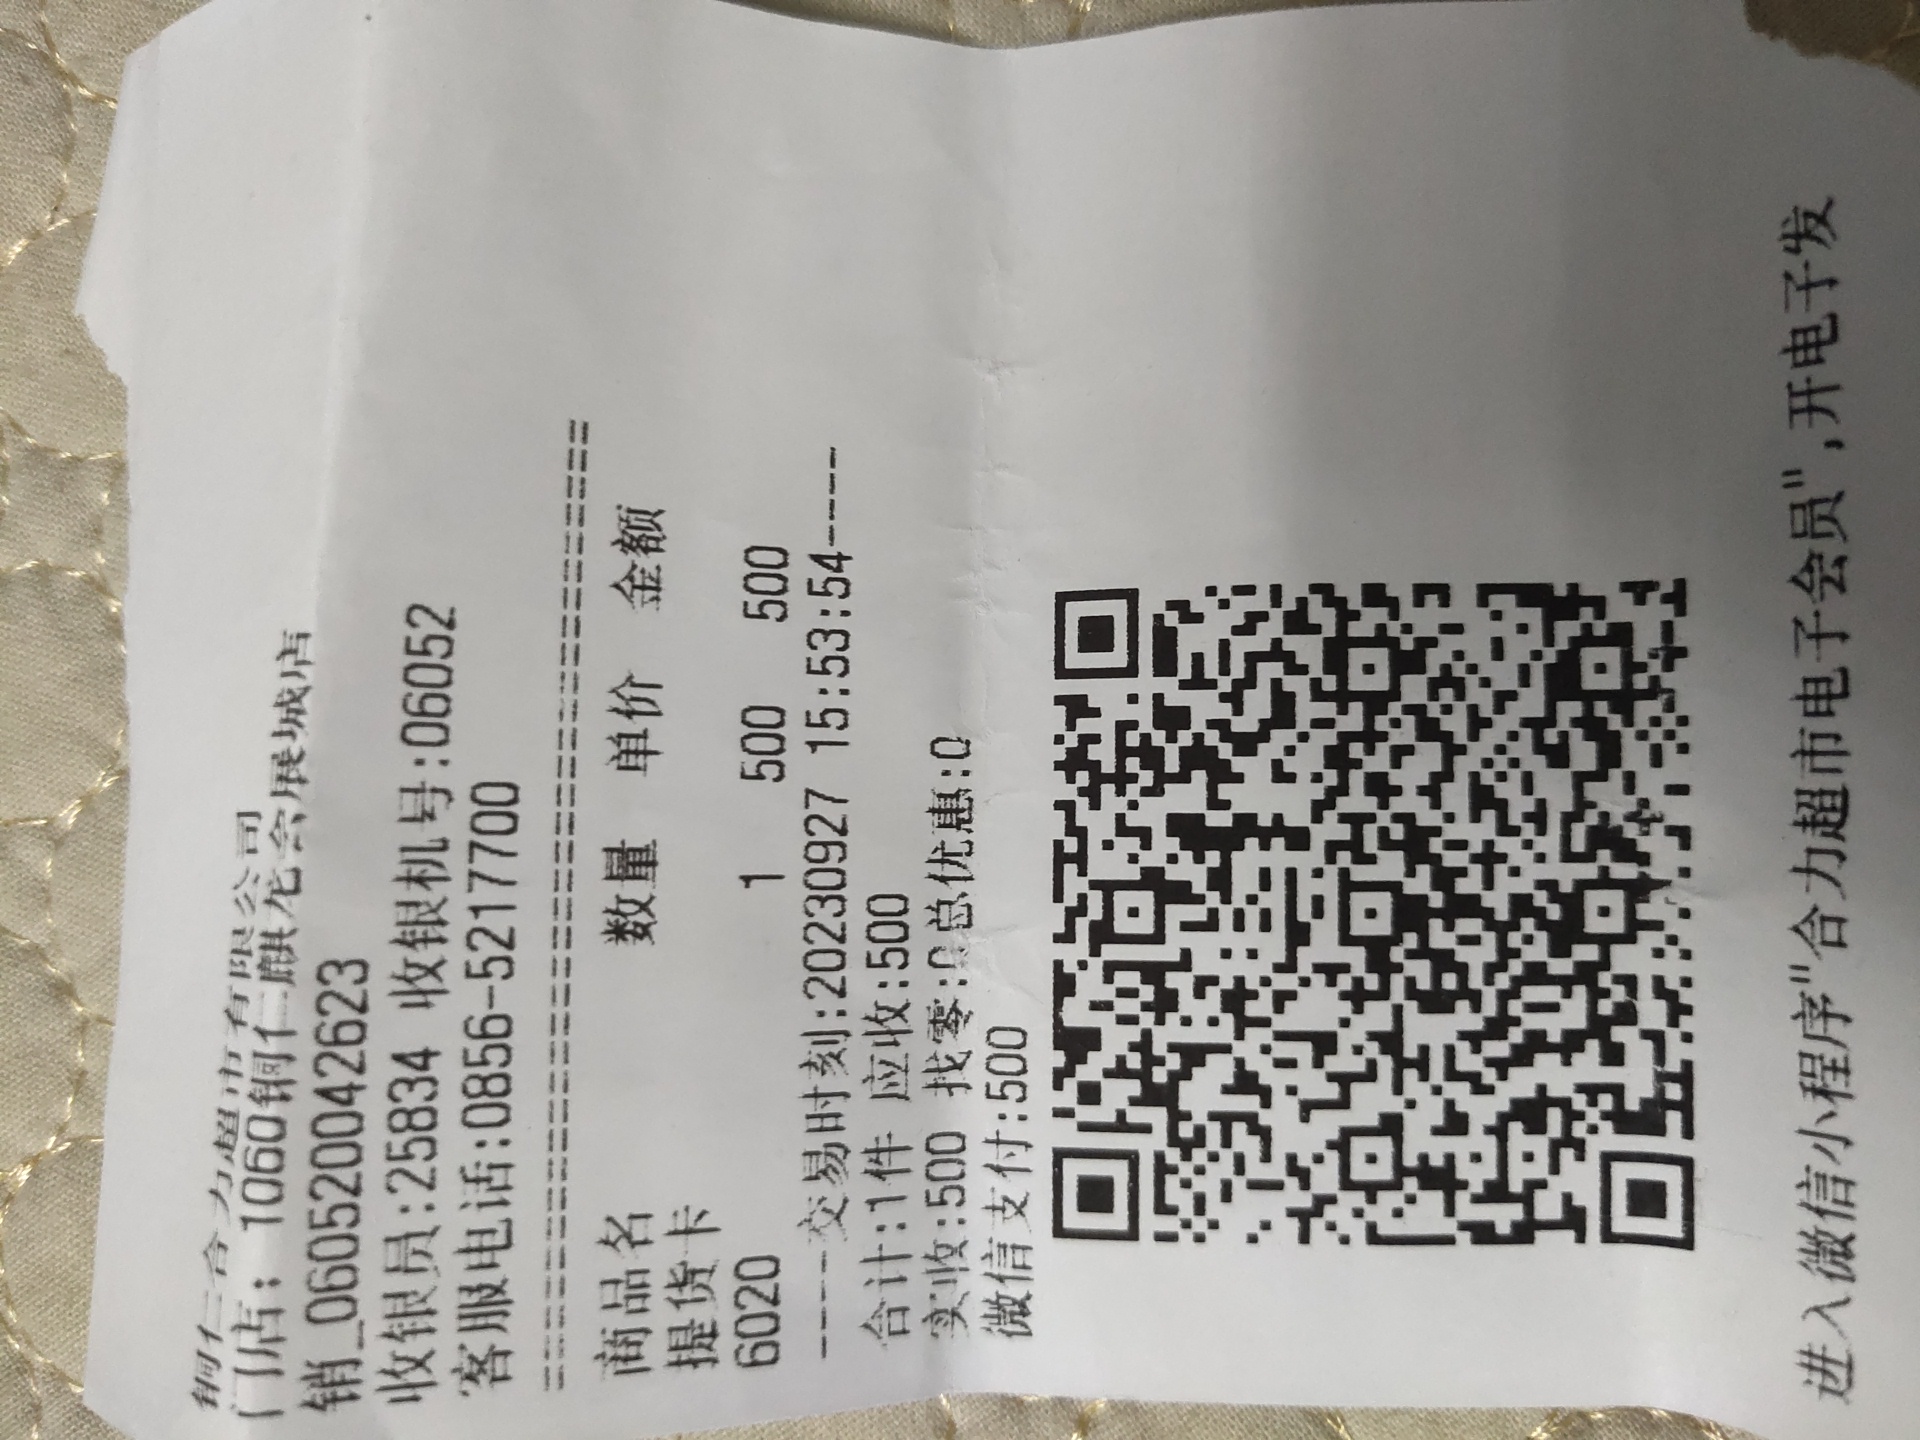 铜仁合力超市有限公司
门店: 1060铜仁麒龙会展城店
销_060520042623
收银员:25834 收银机号:06052
客服电话:0856-5217700
================================
商品名 数量 单价 金额
提货卡
6020 1 500 500
----交易时刻:20230927 15:53:54----
合计:1件 应收:500
实收:500 找零:0总优惠:0
微信支付:500
进入微信小程序"合力超市电子会员",开电子发